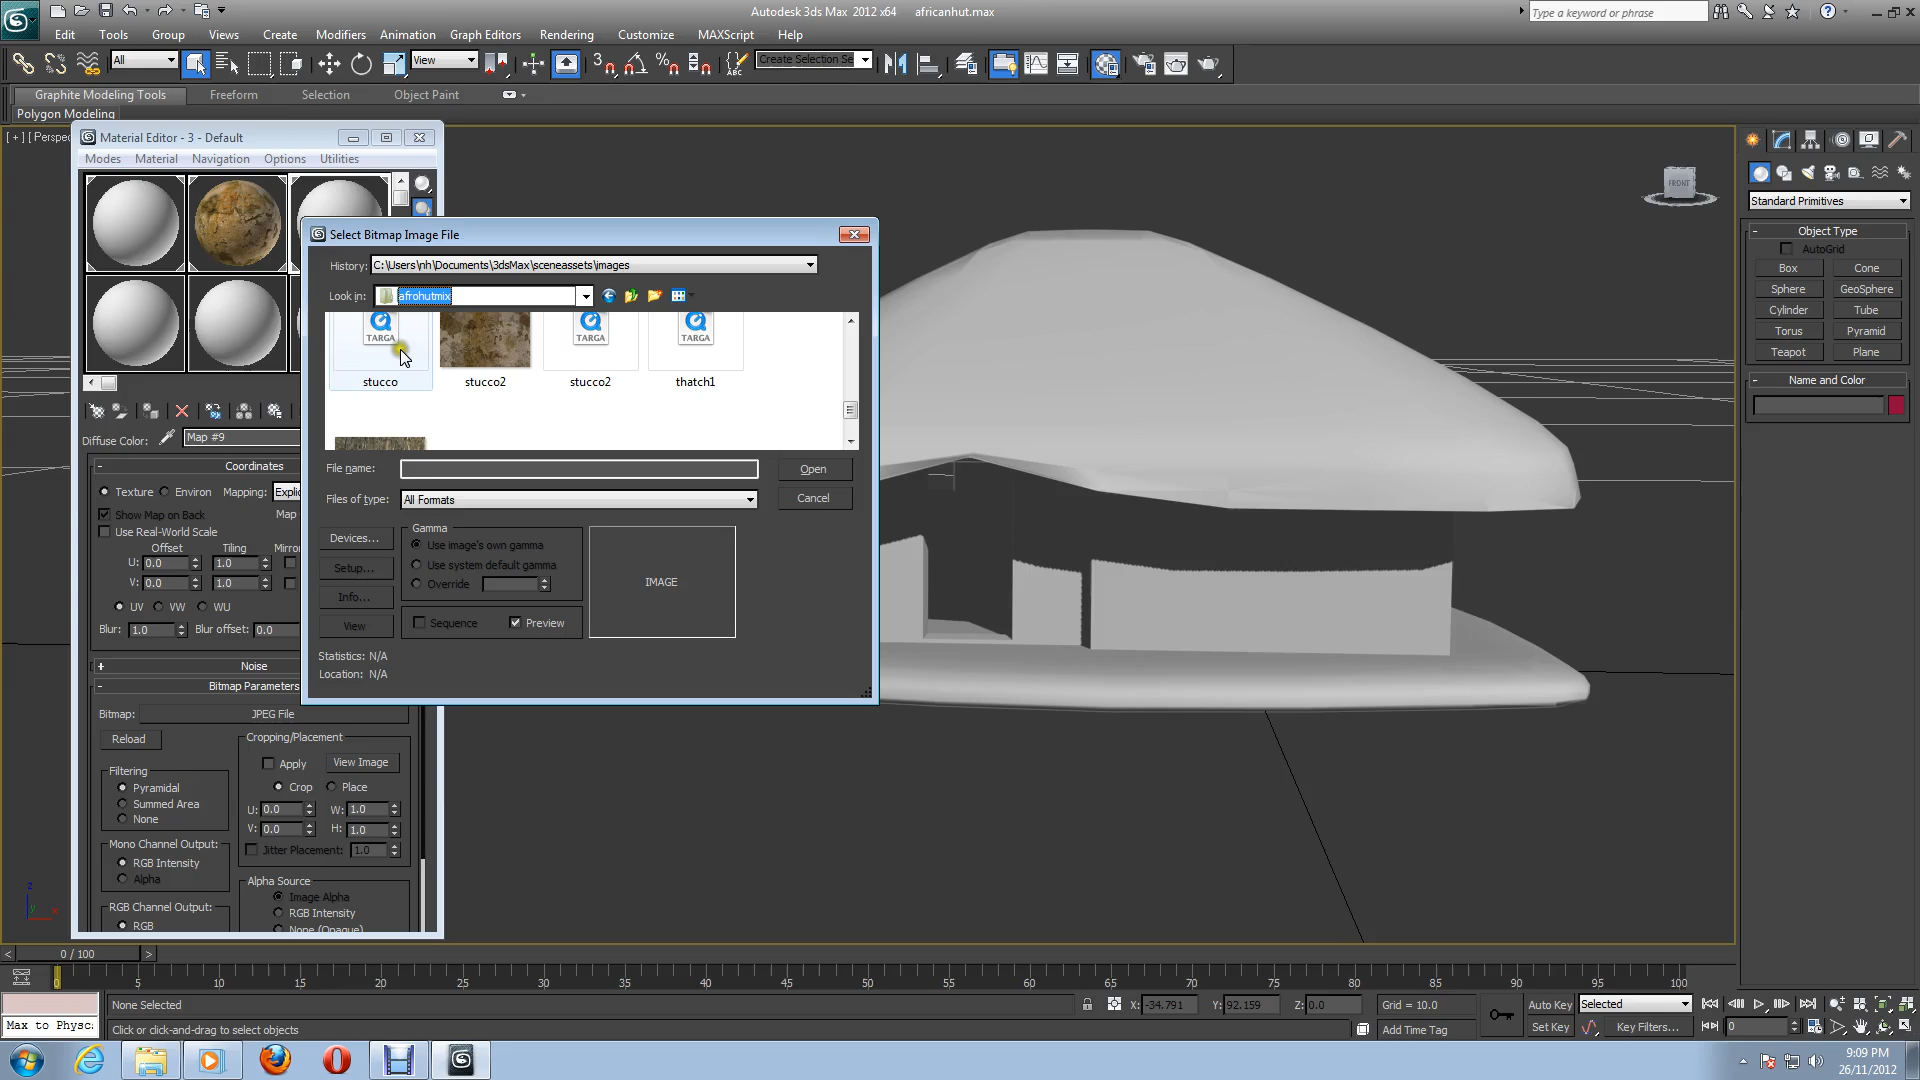 Autodesk 3ds Max 2012 x64 africanhut.max
Type a keyword or phrase
Edit Tools Group Views Create Modifiers Animation Graph Editors Rendering Customize MAXScript Help
All View Create Selection Se
Graphite Modeling Tools Freeform Selection Object Paint
Polygon Modeling
[ + ] [ Perspe
Material Editor - 3 - Default
Modes Material Navigation Options Utilities
Select Bitmap Image File
History: C:\Users\nh\Documents\3dsMax\sceneassets\images
Look in: afrohutmix
TARGA TARGA TARGA
stucco stucco2 stucco2 thatch1
File name: Open
Files of type: All Formats Cancel
Devices...
Setup...
Info...
View
Gamma
Use image's own gamma
Use system default gamma
Override
Sequence Preview
IMAGE
Statistics: N/A
Location: N/A
Diffuse Color: Map #9
Coordinates
Texture Environ Mapping: Explic
Show Map on Back Map
Use Real-World Scale
Offset Tiling Mirro
U: 0.0 1.0
V: 0.0 1.0
UV VW WU
Blur: 1.0 Blur offset: 0.0
Noise
Bitmap Parameters
Bitmap: JPEG File
Reload
Cropping/Placement
Apply View Image
Crop Place
U: 0.0 W: 1.0
V: 0.0 H: 1.0
Jitter Placement: 1.0
Filtering
Pyramidal
Summed Area
None
Mono Channel Output:
RGB Intensity
Alpha
RGB Channel Output:
RGB
Alpha Source
Image Alpha
RGB Intensity
None (Opaque)
FRONT
Standard Primitives
Object Type
AutoGrid
Box Cone
Sphere GeoSphere
Cylinder Tube
Torus Pyramid
Teapot Plane
Name and Color
z
y
x
0 / 100
0 5 10 15 20 25 30 35 40 45 50 55 60 65 70 75 80 85 90 95 100
None Selected X: -34.791 Y: 92.159 Z: 0.0 Grid = 10.0 Auto Key Selected
Max to Physc: Click or click-and-drag to select objects Add Time Tag Set Key Key Filters... 0
9:09 PM
26/11/2012